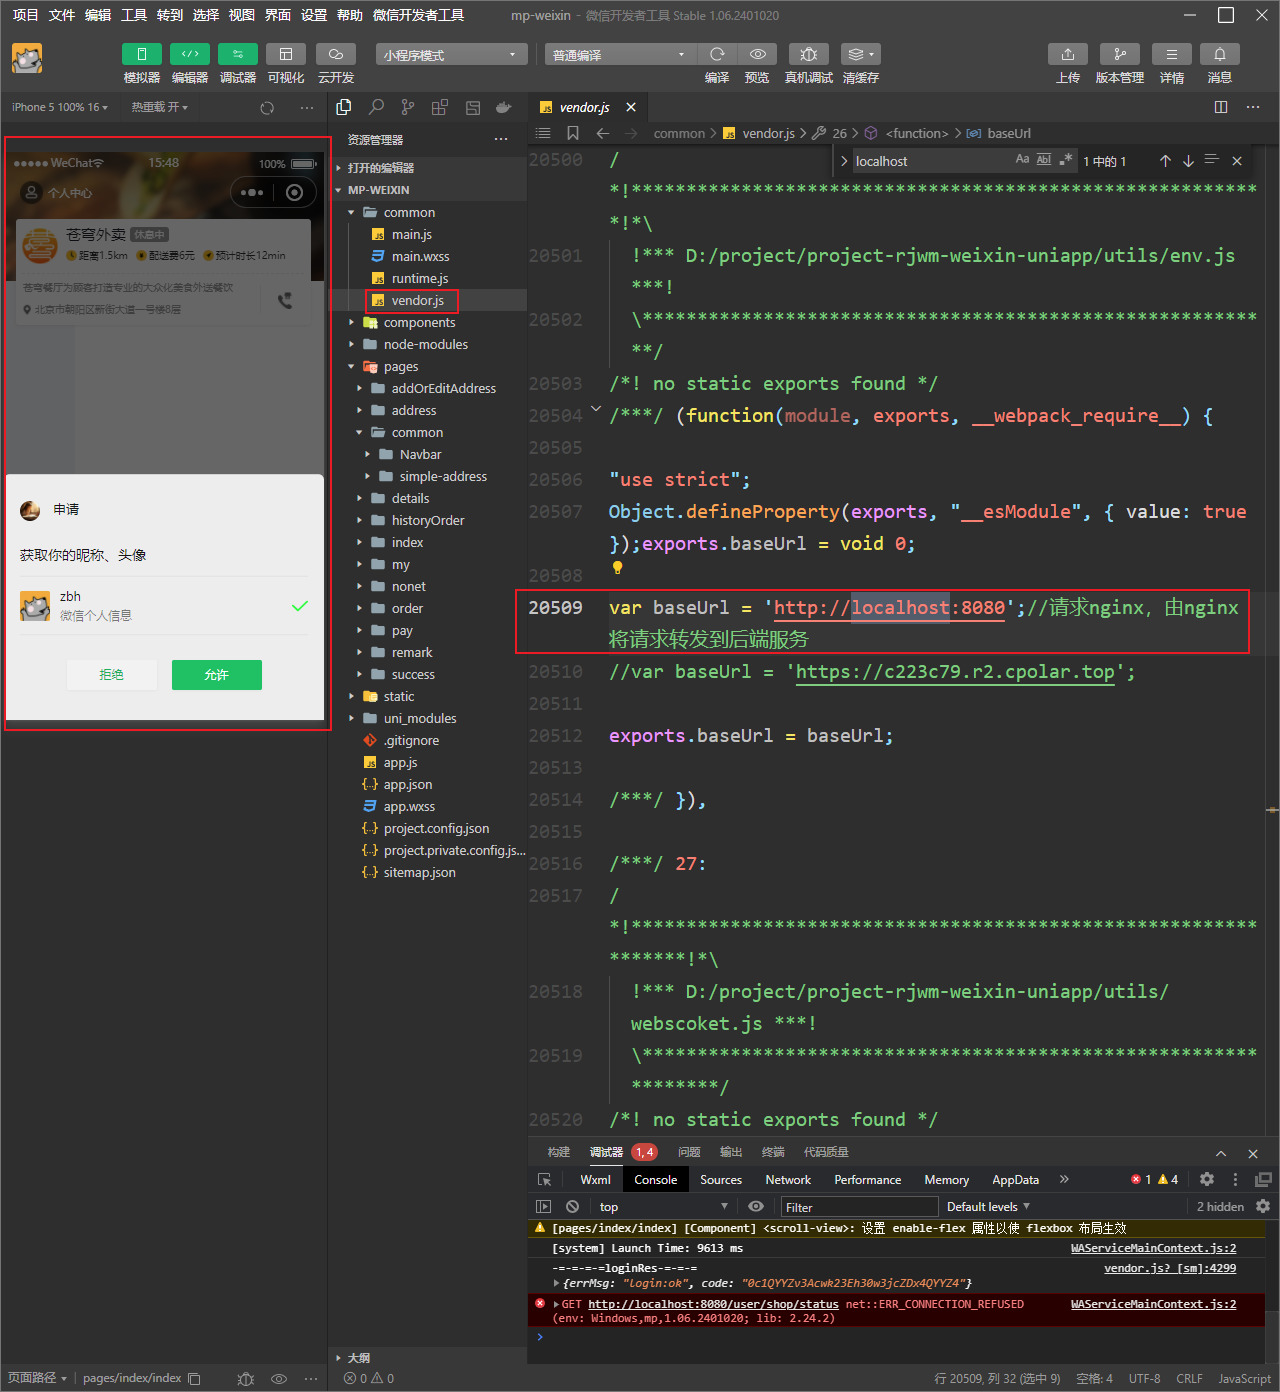 项目 文件 编辑 工具 转到 选择 视图 界面 设置 帮助 微信开发者工具
mp-weixin - 微信开发者工具 Stable 1.06.2401020
模拟器 编辑器 调试器 可视化 云开发
小程序模式
普通编译
编译 预览 真机调试 清缓存
上传 版本管理 详情 消息
iPhone 5 100% 16
热重载 开
WeChat
15:48
100%
个人中心
苍穹外卖 休息中
距离1.5km 配送费6元 预计时长12min
苍穹餐厅为顾客打造专业的大众化美食外送餐饮
北京市朝阳区新街大道一号楼8层
申请
获取你的昵称、头像
zbh
微信个人信息
拒绝
允许
资源管理器
打开的编辑器
MP-WEIXIN
common
main.js
main.wxss
runtime.js
vendor.js
components
node-modules
pages
addOrEditAddress
address
common
Navbar
simple-address
details
historyOrder
index
my
nonet
order
pay
remark
success
static
uni_modules
.gitignore
app.js
app.json
app.wxss
project.config.json
project.private.config.js...
sitemap.json
大纲
vendor.js
common > vendor.js > 26 > <function> > baseUrl
localhost
Aa Abl .*
1 中的 1
20500 /
*!*********************************************************
*!*\
20501 !*** D:/project/project-rjwm-weixin-uniapp/utils/env.js
***!
20502 \********************************************************
**/
20503 /*! no static exports found */
20504 /***/ (function(module, exports, __webpack_require__) {
20505
20506 "use strict";
20507 Object.defineProperty(exports, "__esModule", { value: true
});exports.baseUrl = void 0;
20508
20509 var baseUrl = 'http://localhost:8080';//请求nginx，由nginx
将请求转发到后端服务
20510 //var baseUrl = 'https://c223c79.r2.cpolar.top';
20511
20512 exports.baseUrl = baseUrl;
20513
20514 /***/ }),
20515
20516 /***/ 27:
20517 /
*!*********************************************************
*******!*\
20518 !*** D:/project/project-rjwm-weixin-uniapp/utils/
webscoket.js ***!
20519 \********************************************************
********/
20520 /*! no static exports found */
构建 调试器 1, 4 问题 输出 终端 代码质量
Wxml Console Sources Network Performance Memory AppData » 1 4
top
Filter
Default levels
2 hidden
[pages/index/index] [Component] <scroll-view>: 设置 enable-flex 属性以使 flexbox 布局生效
[system] Launch Time: 9613 ms WAServiceMainContext.js:2
-=-=-=-=loginRes-=-=-= vendor.js? [sm]:4299
{errMsg: "login:ok", code: "0c1QYYZv3Acwk23Eh30w3jcZDx4QYYZ4"}
GET http://localhost:8080/user/shop/status net::ERR_CONNECTION_REFUSED WAServiceMainContext.js:2
(env: Windows,mp,1.06.2401020; lib: 2.24.2)
页面路径 pages/index/index
0 0
行 20509, 列 32 (选中 9) 空格: 4 UTF-8 CRLF JavaScript